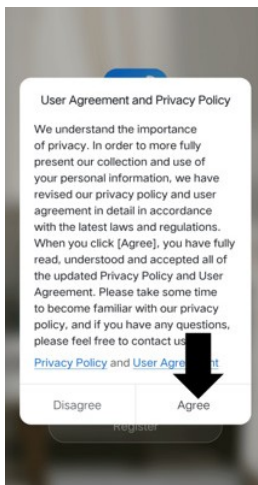 User Agreement and Privacy Policy
We understand the importance
of privacy. In order to more fully
present our collection and use of
your personal information, we have
revised our privacy policy and user
agreement in detail in accordance
with the latest laws and regulations.
When you click [Agree], you have fully
read, understood and accepted all of
the updated Privacy Policy and User
Agreement. Please take some time
to become familiar with our privacy
policy, and if you have any questions,
please feel free to contact us
Privacy Policy and User Agreement
Disagree Agree
Register